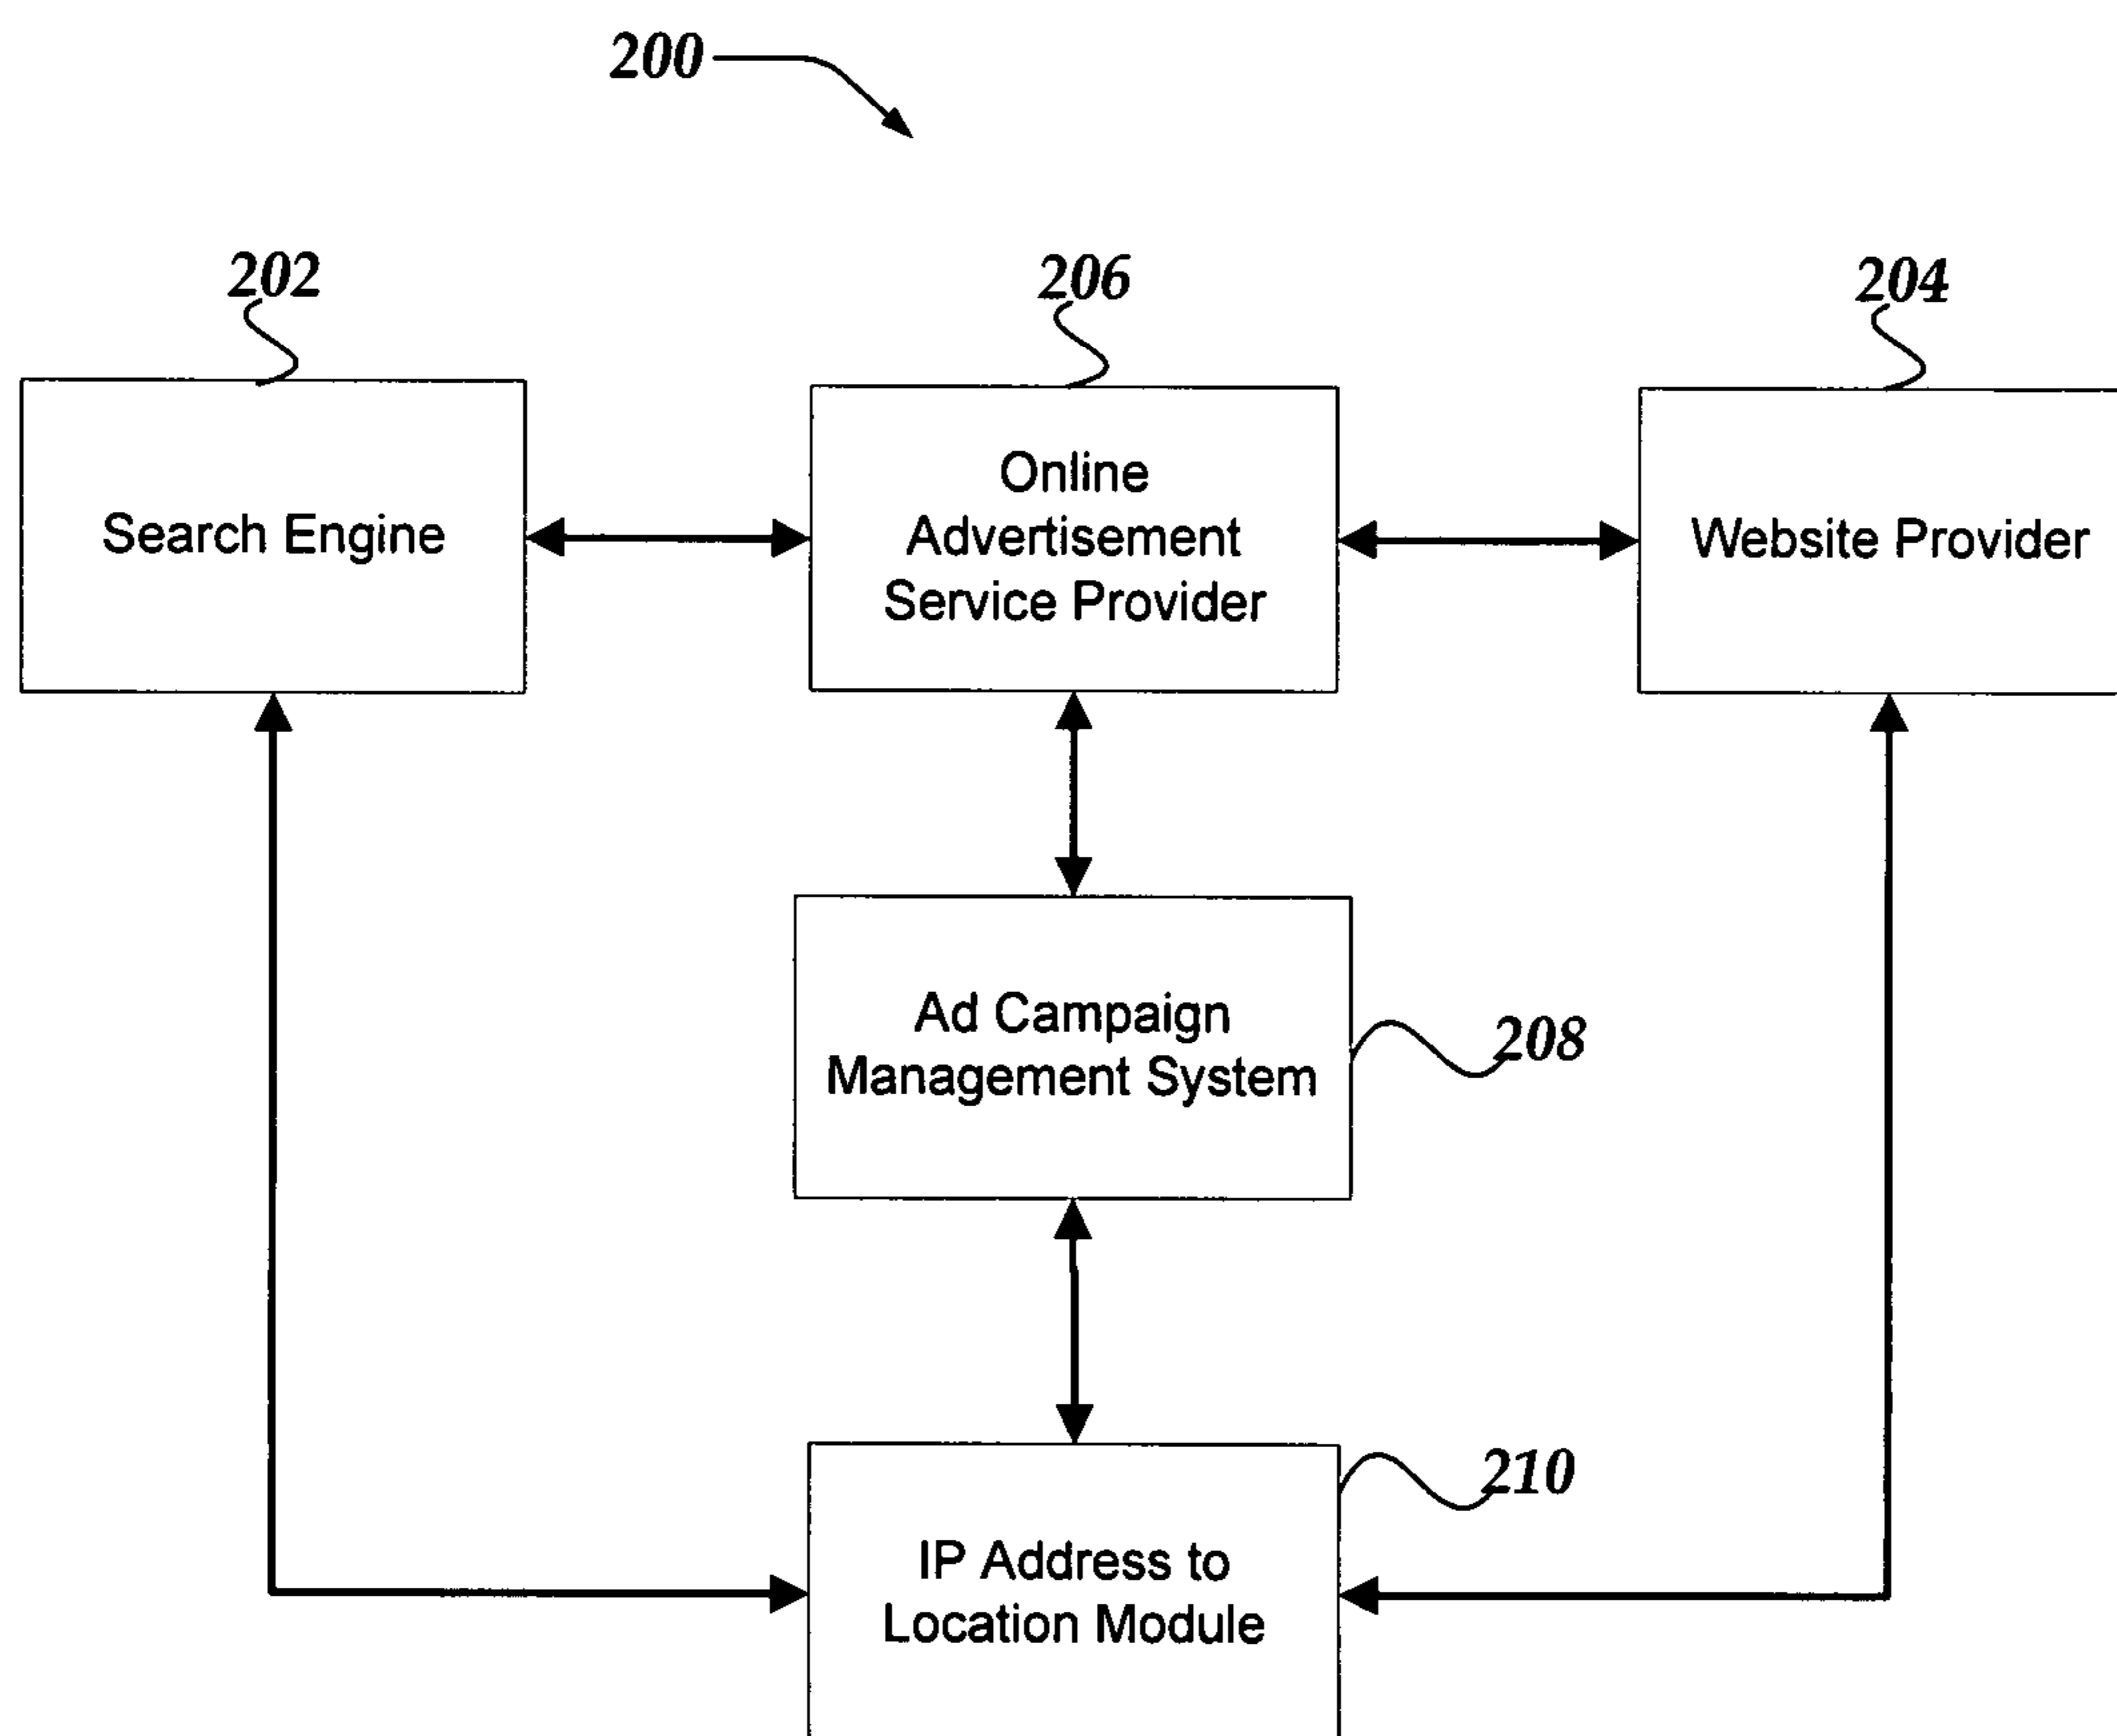 200
202
206
204
Search Engine
Online
Advertisement
Service Provider
Website Provider
Ad Campaign
Management System
208
210
IP Address to
Location Module